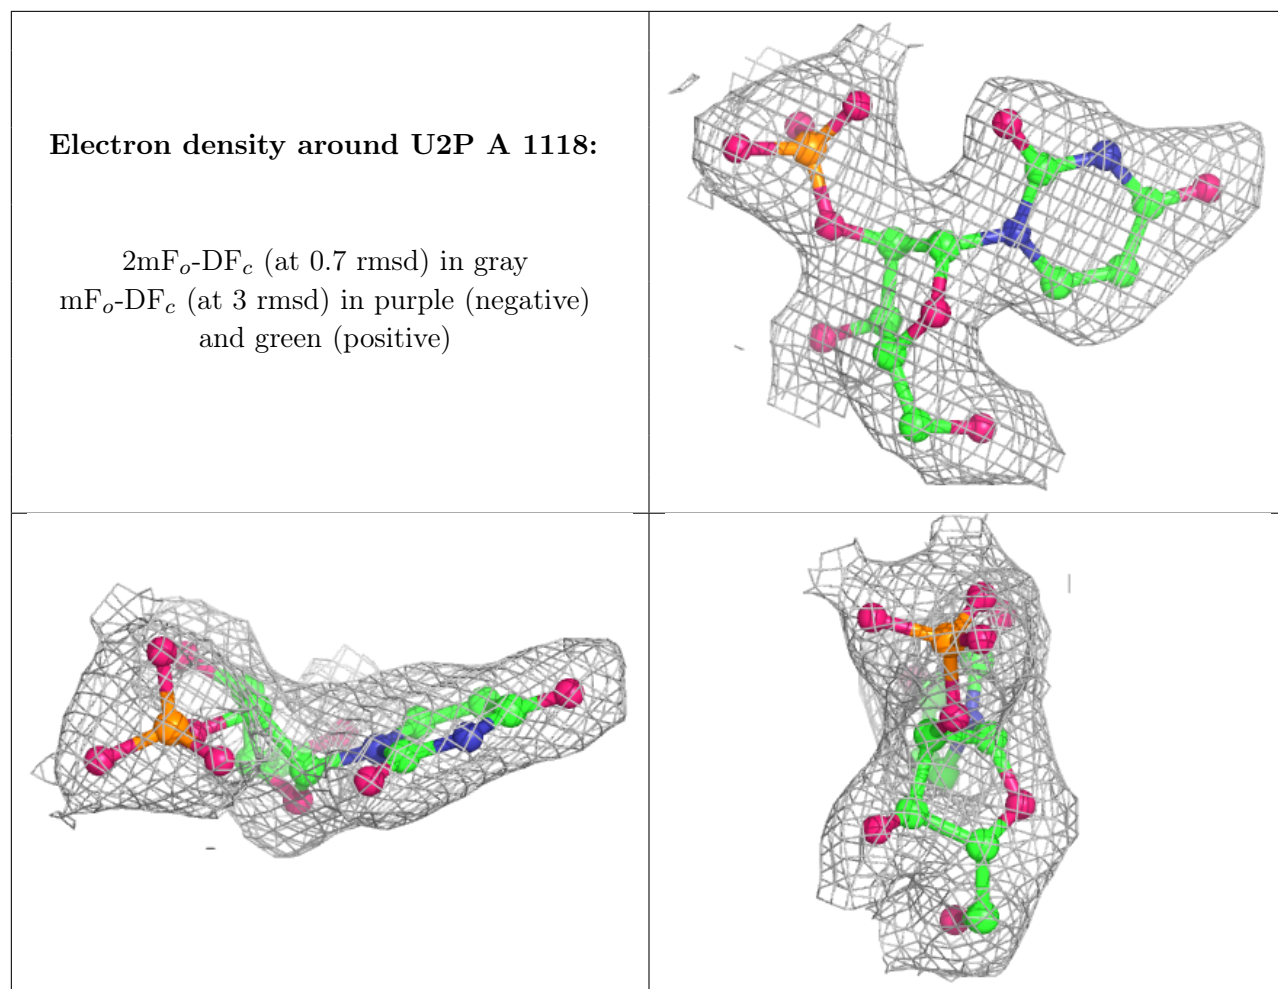 Electron density around U2P A 1118:
2mFo-DFc (at 0.7 rmsd) in gray
mFo-DFc (at 3 rmsd) in purple (negative)
and green (positive)